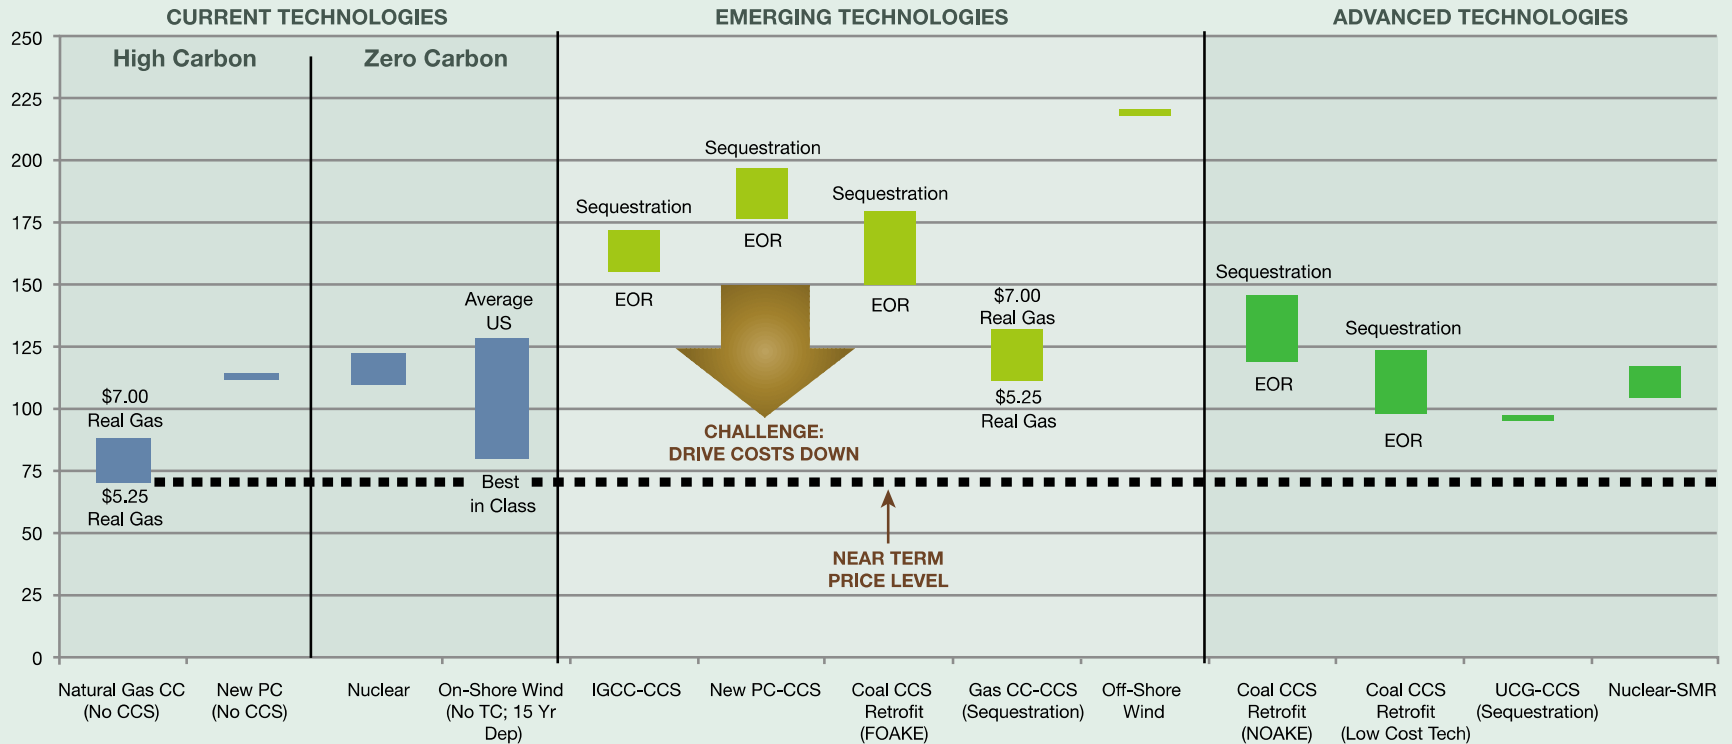 CURRENT TECHNOLOGIES
EMERGING TECHNOLOGIES
ADVANCED TECHNOLOGIES
High Carbon
Zero Carbon
250
225
200
175
150
125
100
75
50
25
0
$7.00
Real Gas
$5.25
Real Gas
Average
US
Best
in Class
Sequestration
EOR
Sequestration
EOR
Sequestration
EOR
$7.00
Real Gas
$5.25
Real Gas
CHALLENGE:
DRIVE COSTS DOWN
NEAR TERM
PRICE LEVEL
Sequestration
EOR
Sequestration
EOR
Natural Gas CC
(No CCS)
New PC
(No CCS)
Nuclear
On-Shore Wind
(No TC; 15 Yr
Dep)
IGCC-CCS
New PC-CCS
Coal CCS
Retrofit
(FOAKE)
Gas CC-CCS
(Sequestration)
Off-Shore
Wind
Coal CCS
Retrofit
(NOAKE)
Coal CCS
Retrofit
(Low Cost Tech)
UCG-CCS
(Sequestration)
Nuclear-SMR